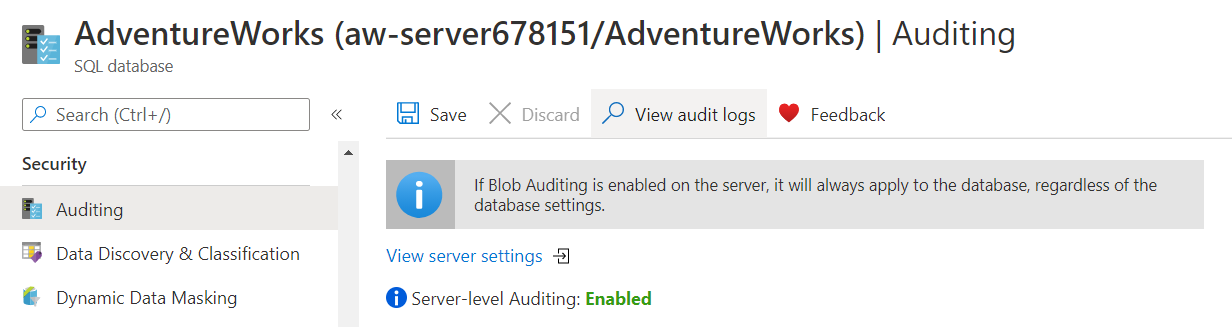 AdventureWorks (aw-server678151/AdventureWorks) | Auditing
SQL database
Search (Ctrl+/)
«
Save
Discard
View audit logs
Feedback
Security
Auditing
Data Discovery & Classification
Dynamic Data Masking
If Blob Auditing is enabled on the server, it will always apply to the database, regardless of the
database settings.
View server settings
Server-level Auditing: Enabled